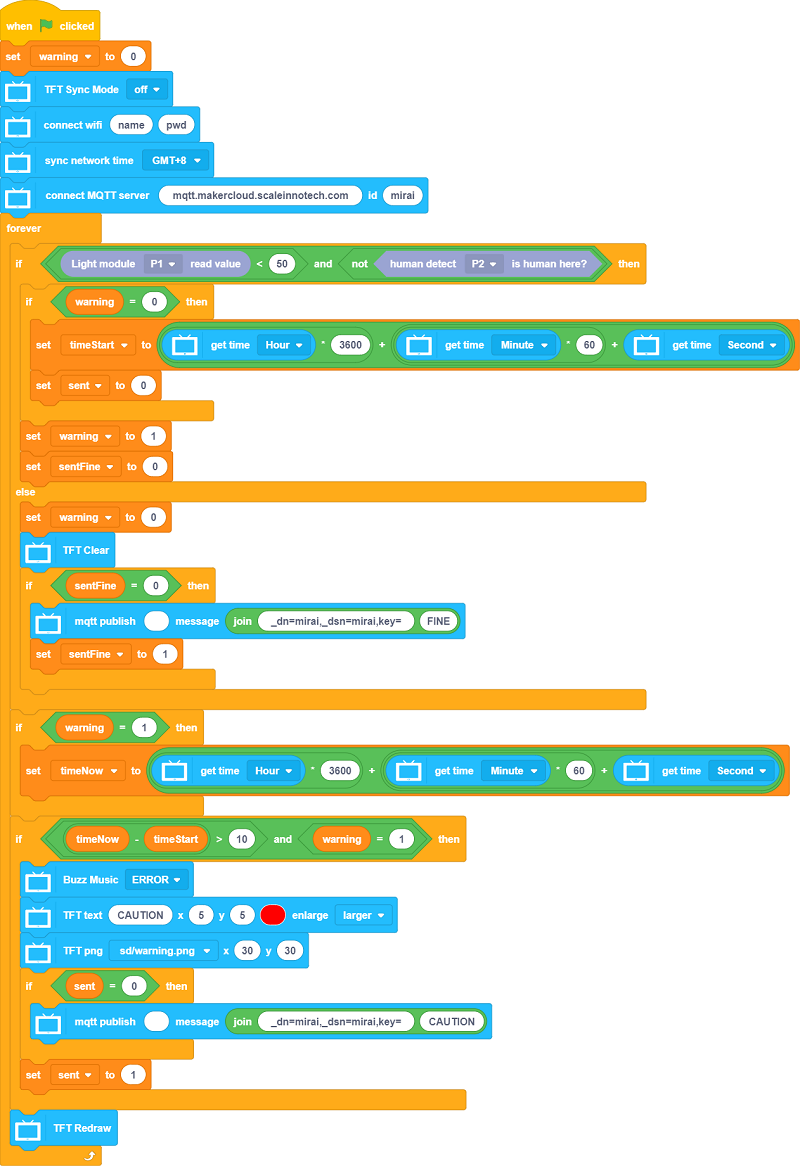 when clicked
set warning to 0
TFT Sync Mode off
connect wifi name pwd
sync network time GMT+8
connect MQTT server mqtt.makercloud.scaleinnotech.com id mirai
forever
if Light module P1 read value < 50 and not human detect P2 is human here? then
if warning = 0 then
set timeStart to get time Hour * 3600 + get time Minute * 60 + get time Second
set sent to 0
set warning to 1
set sentFine to 0
else
set warning to 0
TFT Clear
if sentFine = 0 then
mqtt publish message join _dn=mirai,_dsn=mirai,key= FINE
set sentFine to 1
if warning = 1 then
set timeNow to get time Hour * 3600 + get time Minute * 60 + get time Second
if timeNow - timeStart > 10 and warning = 1 then
Buzz Music ERROR
TFT text CAUTION x 5 y 5 enlarge larger
TFT png sd/warning.png x 30 y 30
if sent = 0 then
mqtt publish message join _dn=mirai,_dsn=mirai,key= CAUTION
set sent to 1
TFT Redraw